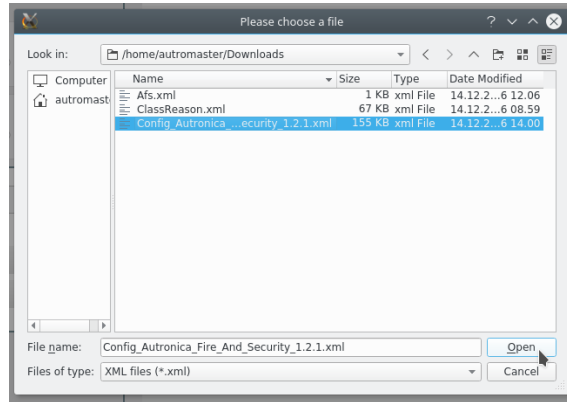 Please choose a file
Look in: /home/autromaster/Downloads
Computer
automast
Name Size Type Date Modified
Afs.xml 1 KB xml File 14.12.2...6 12.06
ClassReason.xml 67 KB xml File 14.12.2...6 08.59
Config_Autronica_...ecurity_1.2.1.xml 155 KB xml File 14.12.2...6 14.00
File name: Config_Autronica_Fire_And_Security_1.2.1.xml Open
Files of type: XML files (*.xml) Cancel